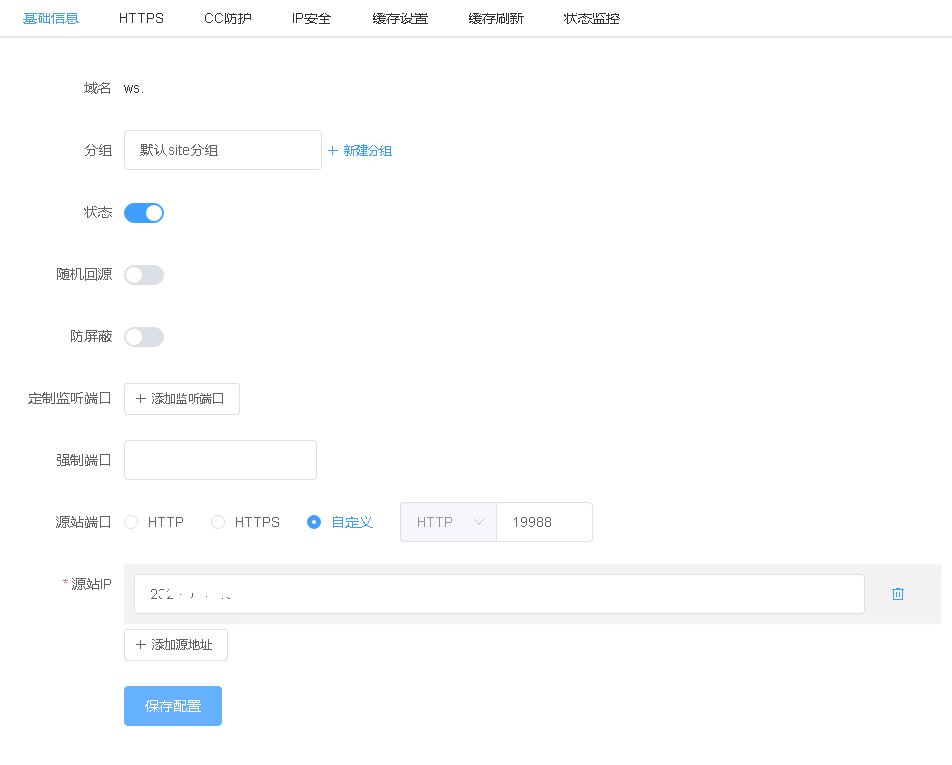 基础信息 HTTPS CC防护 IP安全 缓存设置 缓存刷新 状态监控
域名 ws.
分组 默认site分组 + 新建分组
状态
随机回源
防屏蔽
定制监听端口 + 添加监听端口
强制端口
源站端口 HTTP HTTPS 自定义 HTTP 19988
* 源站IP
+ 添加源地址
保存配置